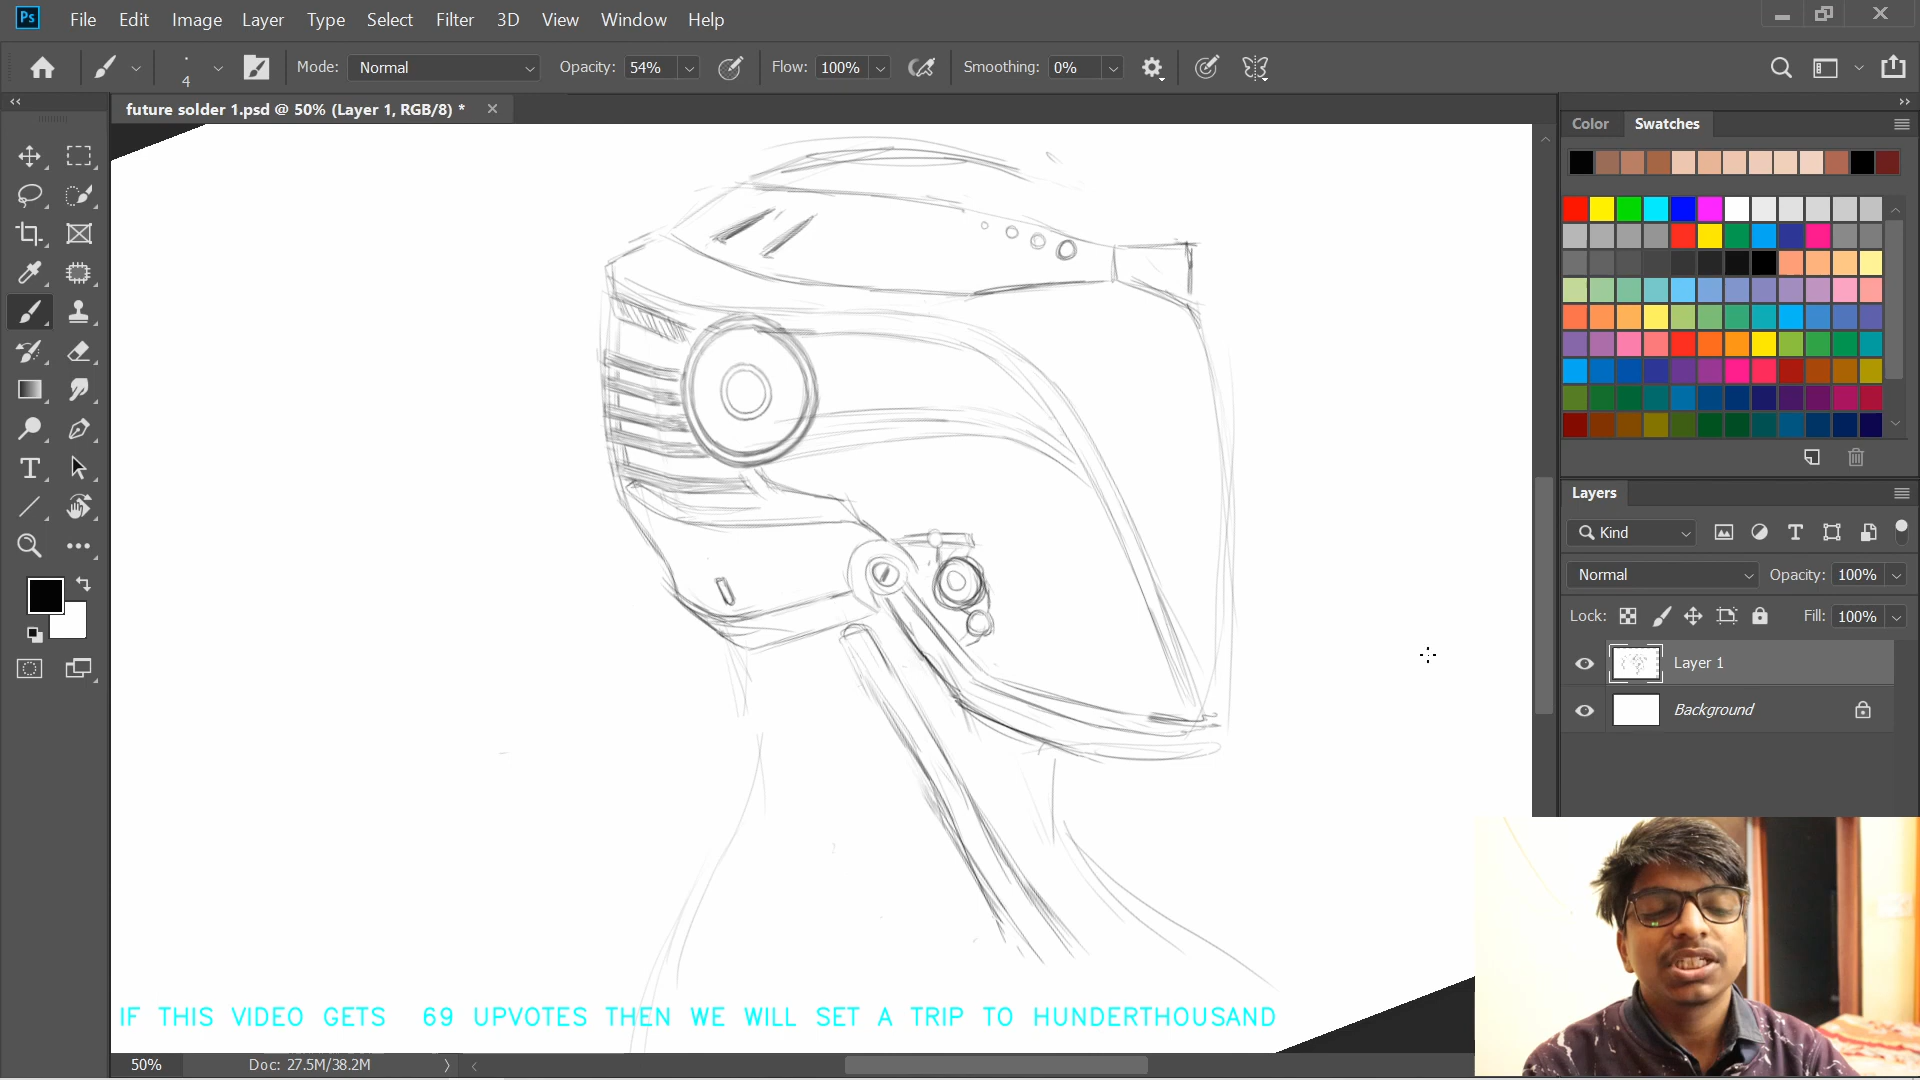 Ps File Edit Image Layer Type Select Filter 3D View Window Help
4 Mode: Normal Opacity: 54% Flow: 100% Smoothing: 0%
future solder 1.psd @ 50% (Layer 1, RGB/8) *
Color Swatches
Layers
Kind
Normal Opacity: 100%
Lock: Fill: 100%
Layer 1
Background
IF THIS VIDEO GETS 69 UPVOTES THEN WE WILL SET A TRIP TO HUNDERTHOUSAND
50% Doc: 27.5M/38.2M